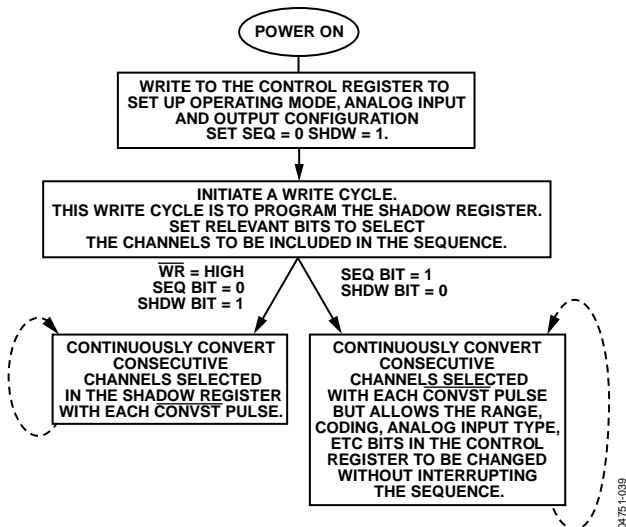 POWER ON
WRITE TO THE CONTROL REGISTER TO
SET UP OPERATING MODE, ANALOG INPUT
AND OUTPUT CONFIGURATION
SET SEQ = 0 SHDW = 1.
INITIATE A WRITE CYCLE.
THIS WRITE CYCLE IS TO PROGRAM THE SHADOW REGISTER.
SET RELEVANT BITS TO SELECT
THE CHANNELS TO BE INCLUDED IN THE SEQUENCE.
W̅R̅ = HIGH
SEQ BIT = 0
SHDW BIT = 1
SEQ BIT = 1
SHDW BIT = 0
CONTINUOUSLY CONVERT
CONSECUTIVE
CHANNELS SELECTED
IN THE SHADOW REGISTER
WITH EACH C̅O̅N̅V̅S̅T̅ PULSE.
CONTINUOUSLY CONVERT
CONSECUTIVE
CHANNELS SELECTED
WITH EACH C̅O̅N̅V̅S̅T̅ PULSE
BUT ALLOWS THE RANGE,
CODING, ANALOG INPUT TYPE,
ETC BITS IN THE CONTROL
REGISTER TO BE CHANGED
WITHOUT INTERRUPTING
THE SEQUENCE.
04751-039